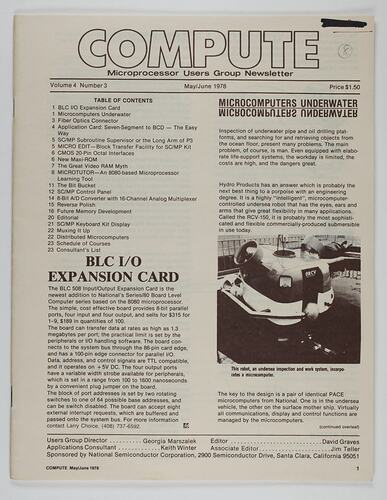 COMPUTE
8
Microprocessor Users Group Newsletter
Volume 4 Number 3
May/June 1978
Price $1.50
TABLE OF CONTENTS
1 BLC I/O Expansion Card
1 Microcomputers Underwater
3 Fiber Optics Connector
4 Application Card: Seven-Segment to BCD — The Easy
Way
5 SC/MP Subroutine Supervisor or the Long Arm of P3
5 MICRO EDIT—Block Transfer Facility for SC/MP Kit
6 CMOS 20-Pin Octal Interfaces
6 New Maxi-ROM
7 The Great Video RAM Myth
8 MICROTUTOR—An 8080-based Microprocessor
Learning Tool
11 The Bit Bucket
12 SC/MP Control Panel
14 8-Bit A/D Converter with 16-Channel Analog Multiplexer
15 Reverse Polish
16 Future Memory Development
20 Editorial
21 SC/MP Keyboard Kit Display
22 Muxing It Up
22 Distributed Microcomputers
23 Schedule of Courses
23 Consultant's List
BLC I/O
EXPANSION CARD
The BLC 508 Input/Output Expansion Card is the
newest addition to National's Series/80 Board Level
Computer series based on the 8080 microprocessor.
The simple, cost effective board provides 8-bit parallel
ports, four input and four output, and sells for $315 for
1-9, $189 in quantities of 100.
The board can transfer data at rates as high as 1.3
megabytes per port; the practical limit is set by the
peripherals or I/O handling software. The board con-
nects to the system bus through the 86-pin card edge,
and has a 100-pin edge connector for parallel I/O.
Data, address, and control signals are TTL compatible,
and it operates on +5V DC. The four output ports
have a variable width strobe available for peripherals,
which is set in a range from 100 to 1600 nanoseconds
by a convenient plug jumper on the board.
The block of port addresses is set by two rotating
switches to one of 64 possible base addresses, and
can be switch disabled. The board can accept eight
external interrupt requests, which are buffered and
passed onto the system bus. For more information
contact Larry Choice, (408) 737-6592.
MICROCOMPUTERS UNDERWATER
MICROCOMPUTERS UNDERWATER
Inspection of underwater pipe and oil drilling plat-
forms, and searching for and retrieving objects from
the ocean floor, present many problems. The main
problem, of course, is man. Even equipped with elabo-
rate life-support systems, the workday is limited, the
costs are high, and the dangers great.
Hydro Products has an answer which is probably the
next best thing to a porpoise with an engineering
degree. It is a highly "intelligent", microcomputer-
controlled undersea robot that has the eyes, ears and
arms that give great flexibility in many applications.
Called the RCV-150, it is probably the most sophisti-
cated and flexible commercially-produced submersible
in use today.
RCV
This robot, an undersea inspection and work system, incorpo-
rates a microcomputer.
The key to the design is a pair of identical PACE
microcomputers from National. One is in the undersea
vehicle, the other on the surface mother ship. Virtually
all communications, display and control functions are
managed by the microcomputers.
(continued overleaf)
Users Group Director Georgia Marszalek
Applications Consultant Keith Winter
Editor David Graves
Associate Editor Jim Teller
Sponsored by National Semiconductor Corporation, 2900 Semiconductor Drive, Santa Clara, California 95051
COMPUTE May/June 1978
1